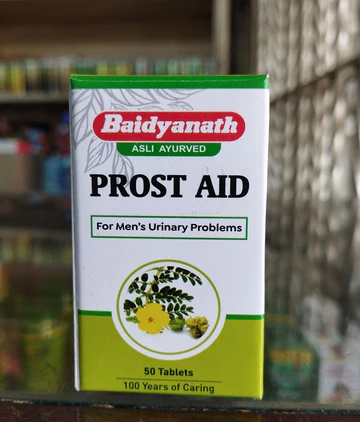 Baidyanath
ASLI AYURVED
PROST AID
For Men's Urinary Problems
50 Tablets
100 Years of Caring